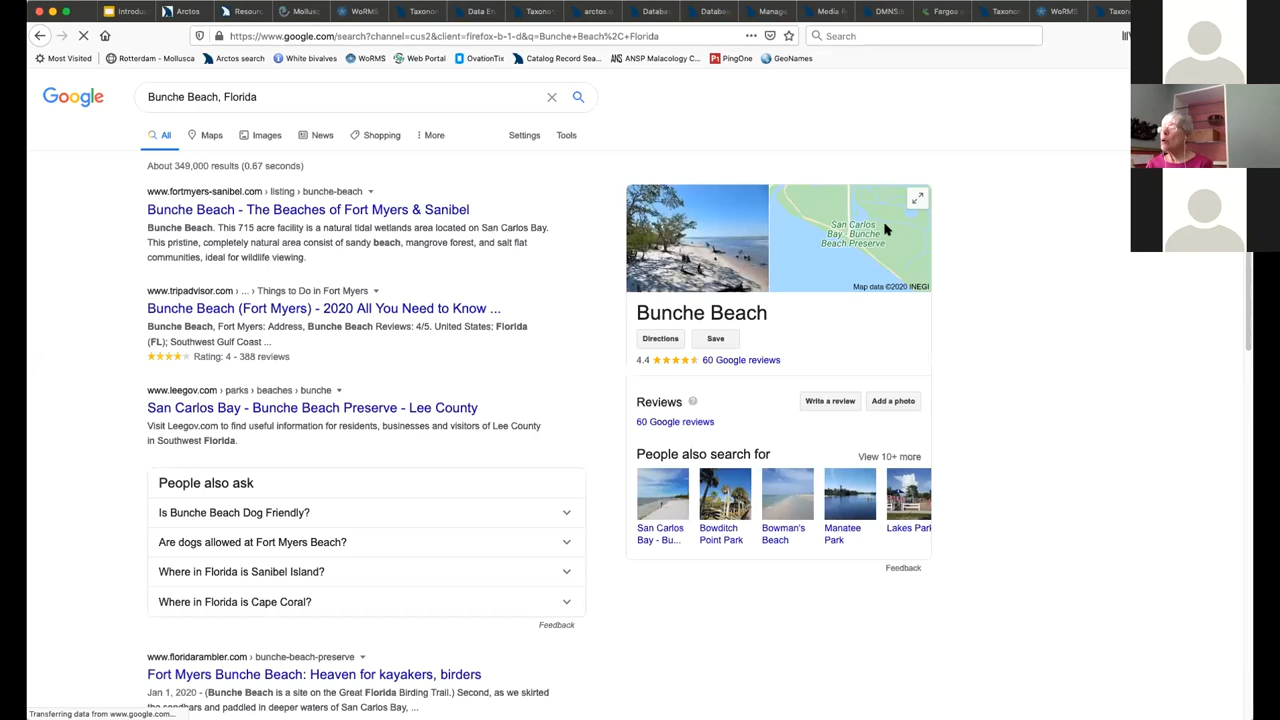 Introdu
Arctos
Resourc
Mollusc
WoRMS
Taxonon
Data En
Taxono
arctos.c
Databas
Databas
Manage
Media F
DMNSd
Fargoa o
Taxonon
WoRMS
Taxono
https://www.google.com/search?channel=cus2&client=firefox-b-1-d&q=Bunche+Beach%2C+Florida
Search
Most Visited
Rotterdam - Mollusca
Arctos search
White bivalves
WoRMS
Web Portal
OvationTix
Catalog Record Sea...
ANSP Malacology C...
PingOne
GeoNames
Google
Bunche Beach, Florida
All
Maps
Images
News
Shopping
More
Settings
Tools
About 349,000 results (0.67 seconds)
www.fortmyers-sanibel.com › listing › bunche-beach
Bunche Beach - The Beaches of Fort Myers & Sanibel
Bunche Beach. This 715 acre facility is a natural tidal wetlands area located on San Carlos Bay.
This pristine, completely natural area consist of sandy beach, mangrove forest, and salt flat
communities, ideal for wildlife viewing.
www.tripadvisor.com › ... › Things to Do in Fort Myers
Bunche Beach (Fort Myers) - 2020 All You Need to Know ...
Bunche Beach, Fort Myers: Address, Bunche Beach Reviews: 4/5. United States; Florida
(FL); Southwest Gulf Coast ...
Rating: 4 - 388 reviews
www.leegov.com › parks › beaches › bunche
San Carlos Bay - Bunche Beach Preserve - Lee County
Visit Leegov.com to find useful information for residents, businesses and visitors of Lee County
in Southwest Florida.
People also ask
Is Bunche Beach Dog Friendly?
Are dogs allowed at Fort Myers Beach?
Where in Florida is Sanibel Island?
Where in Florida is Cape Coral?
Feedback
www.floridarambler.com › bunche-beach-preserve
Fort Myers Bunche Beach: Heaven for kayakers, birders
Jan 1, 2020 - (Bunche Beach is a site on the Great Florida Birding Trail.) Second, as we skirted
the sandbars and paddled in deeper waters of San Carlos Bay, ...
San Carlos
Bay - Bunche
Beach Preserve
Map data ©2020 INEGI
Bunche Beach
Directions
Save
4.4
60 Google reviews
Reviews
Write a review
Add a photo
60 Google reviews
People also search for
View 10+ more
San Carlos
Bay - Bu...
Bowditch
Point Park
Bowman's
Beach
Manatee
Park
Lakes Park
Feedback
Transferring data from www.google.com...